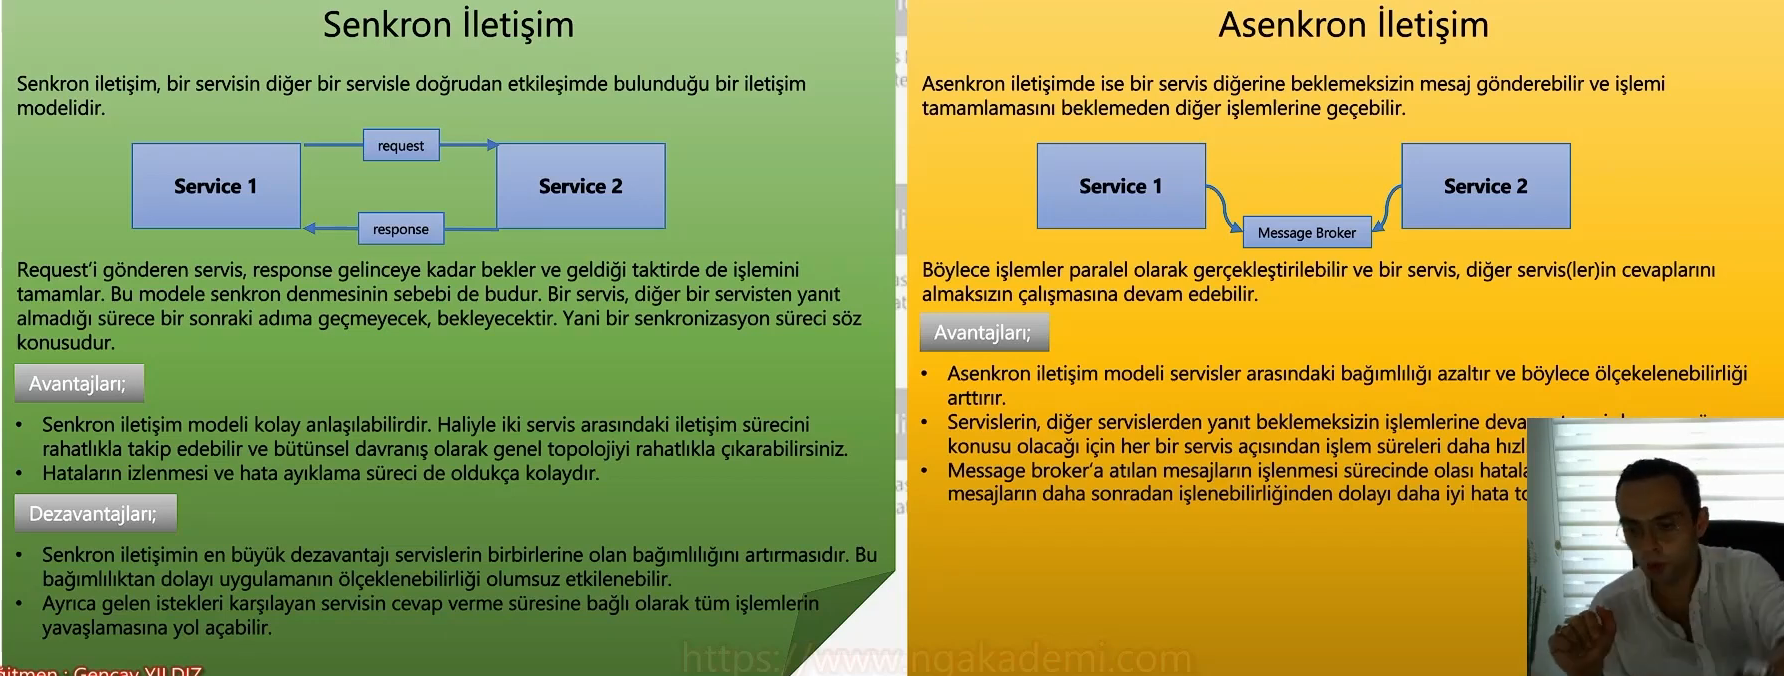 Senkron İletişim
Senkron iletişim, bir servisin diğer bir servisle doğrudan etkileşimde bulunduğu bir iletişim
modelidir.
request
Service 1
Service 2
response
Request'i gönderen servis, response gelinceye kadar bekler ve geldiği taktirde de işlemini
tamamlar. Bu modele senkron denmesinin sebebi de budur. Bir servis, diğer bir servisten yanıt
almadığı sürece bir sonraki adıma geçmeyecek, bekleyecektir. Yani bir senkronizasyon süreci söz
konusudur.
Avantajları;
• Senkron iletişim modeli kolay anlaşılabilirdir. Haliyle iki servis arasındaki iletişim sürecini
rahatlıkla takip edebilir ve bütünsel davranış olarak genel topolojiyi rahatlıkla çıkarabilirsiniz.
• Hataların izlenmesi ve hata ayıklama süreci de oldukça kolaydır.
Dezavantajları;
• Senkron iletişimin en büyük dezavantajı servislerin birbirlerine olan bağımlılığını artırmasıdır. Bu
bağımlılıktan dolayı uygulamanın ölçeklenebilirliği olumsuz etkilenebilir.
• Ayrıca gelen istekleri karşılayan servisin cevap verme süresine bağlı olarak tüm işlemlerin
yavaşlamasına yol açabilir.
Asenkron İletişim
Asenkron iletişimde ise bir servis diğerine beklemeksizin mesaj gönderebilir ve işlemi
tamamlamasını beklemeden diğer işlemlerine geçebilir.
Service 1
Service 2
Message Broker
Böylece işlemler paralel olarak gerçekleştirilebilir ve bir servis, diğer servis(ler)in cevaplarını
almaksızın çalışmasına devam edebilir.
Avantajları;
• Asenkron iletişim modeli servisler arasındaki bağımlılığı azaltır ve böylece ölçekelenebilirliği
arttırır.
• Servislerin, diğer servislerden yanıt beklemeksizin işlemlerine
konusu olacağı için her bir servis açısından işlem süreleri daha
• Message broker'a atılan mesajların işlenmesi sürecinde olası
mesajların daha sonradan işlenebilirliğinden dolayı daha iyi hata
https://www.ngakademi.com
: Gençay YILDIZ